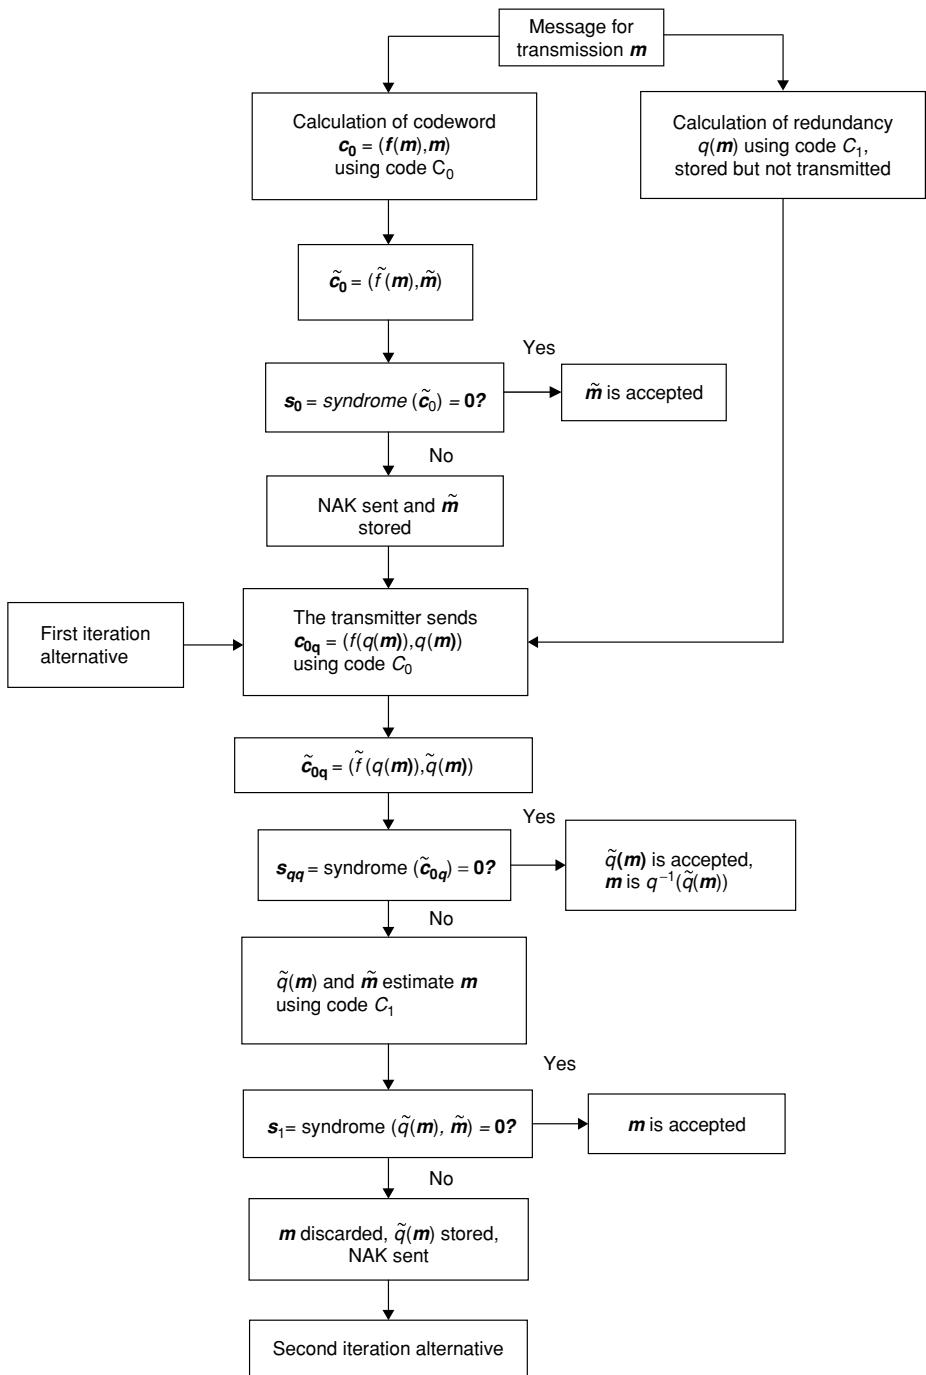 Message for
transmission m
Calculation of codeword
c₀ = (f(m),m)
using code C₀
Calculation of redundancy
q(m) using code C₁,
stored but not transmitted
c̃₀ = (f̃(m),m̃)
Yes
s₀ = syndrome (c̃₀) = 0?
m̃ is accepted
No
NAK sent and m̃
stored
First iteration
alternative
The transmitter sends
c₀q = (f(q(m)),q(m))
using code C₀
c̃₀q = (f̃(q(m)),q̃(m))
Yes
sqq = syndrome (c̃₀q) = 0?
q̃(m) is accepted,
m is q⁻¹(q̃(m))
No
q̃(m) and m̃ estimate m
using code C₁
Yes
s₁= syndrome (q̃(m), m̃) = 0?
m is accepted
No
m discarded, q̃(m) stored,
NAK sent
Second iteration alternative